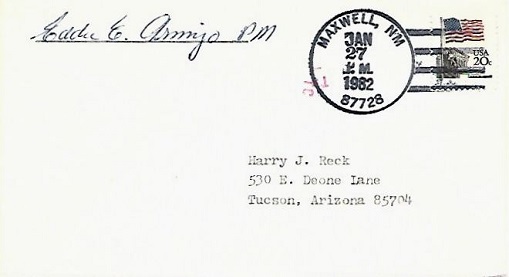 Eddie E. Armijo PM
MAXWELL, NM
JAN
27
P.M.
1982
87728
USA
20c
Harry J. Reck
530 E. Deone Lane
Tucson, Arizona 85704